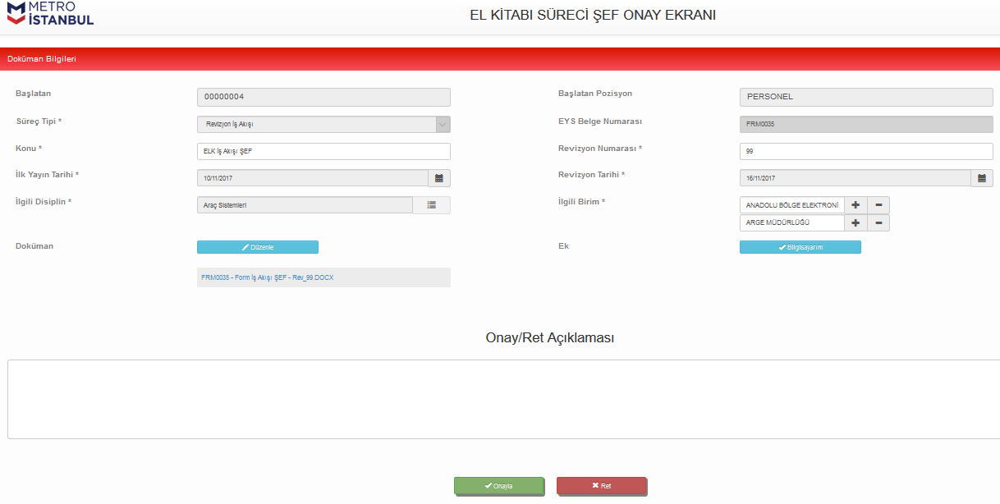 METRO
İSTANBUL
EL KİTABI SÜRECİ ŞEF ONAY EKRANI
Doküman Bilgileri
Başlatan
00000004
Başlatan Pozisyon
PERSONEL
Süreç Tipi *
Revizyon İş Akışı
EYS Belge Numarası
FRM0035
Konu *
ELK İş Akışı ŞEF
Revizyon Numarası *
99
İlk Yayın Tarihi *
10/11/2017
Revizyon Tarihi *
16/11/2017
İlgili Disiplin *
Araç Sistemleri
İlgili Birim *
ANADOLU BÖLGE ELEKTRONİ
ARGE MÜDÜRLÜĞÜ
Doküman
Düzenle
Ek
Bilgisayarım
FRM0035 - Form İş Akışı ŞEF - Rev_99.DOCX
Onay/Ret Açıklaması
Onayla
Ret